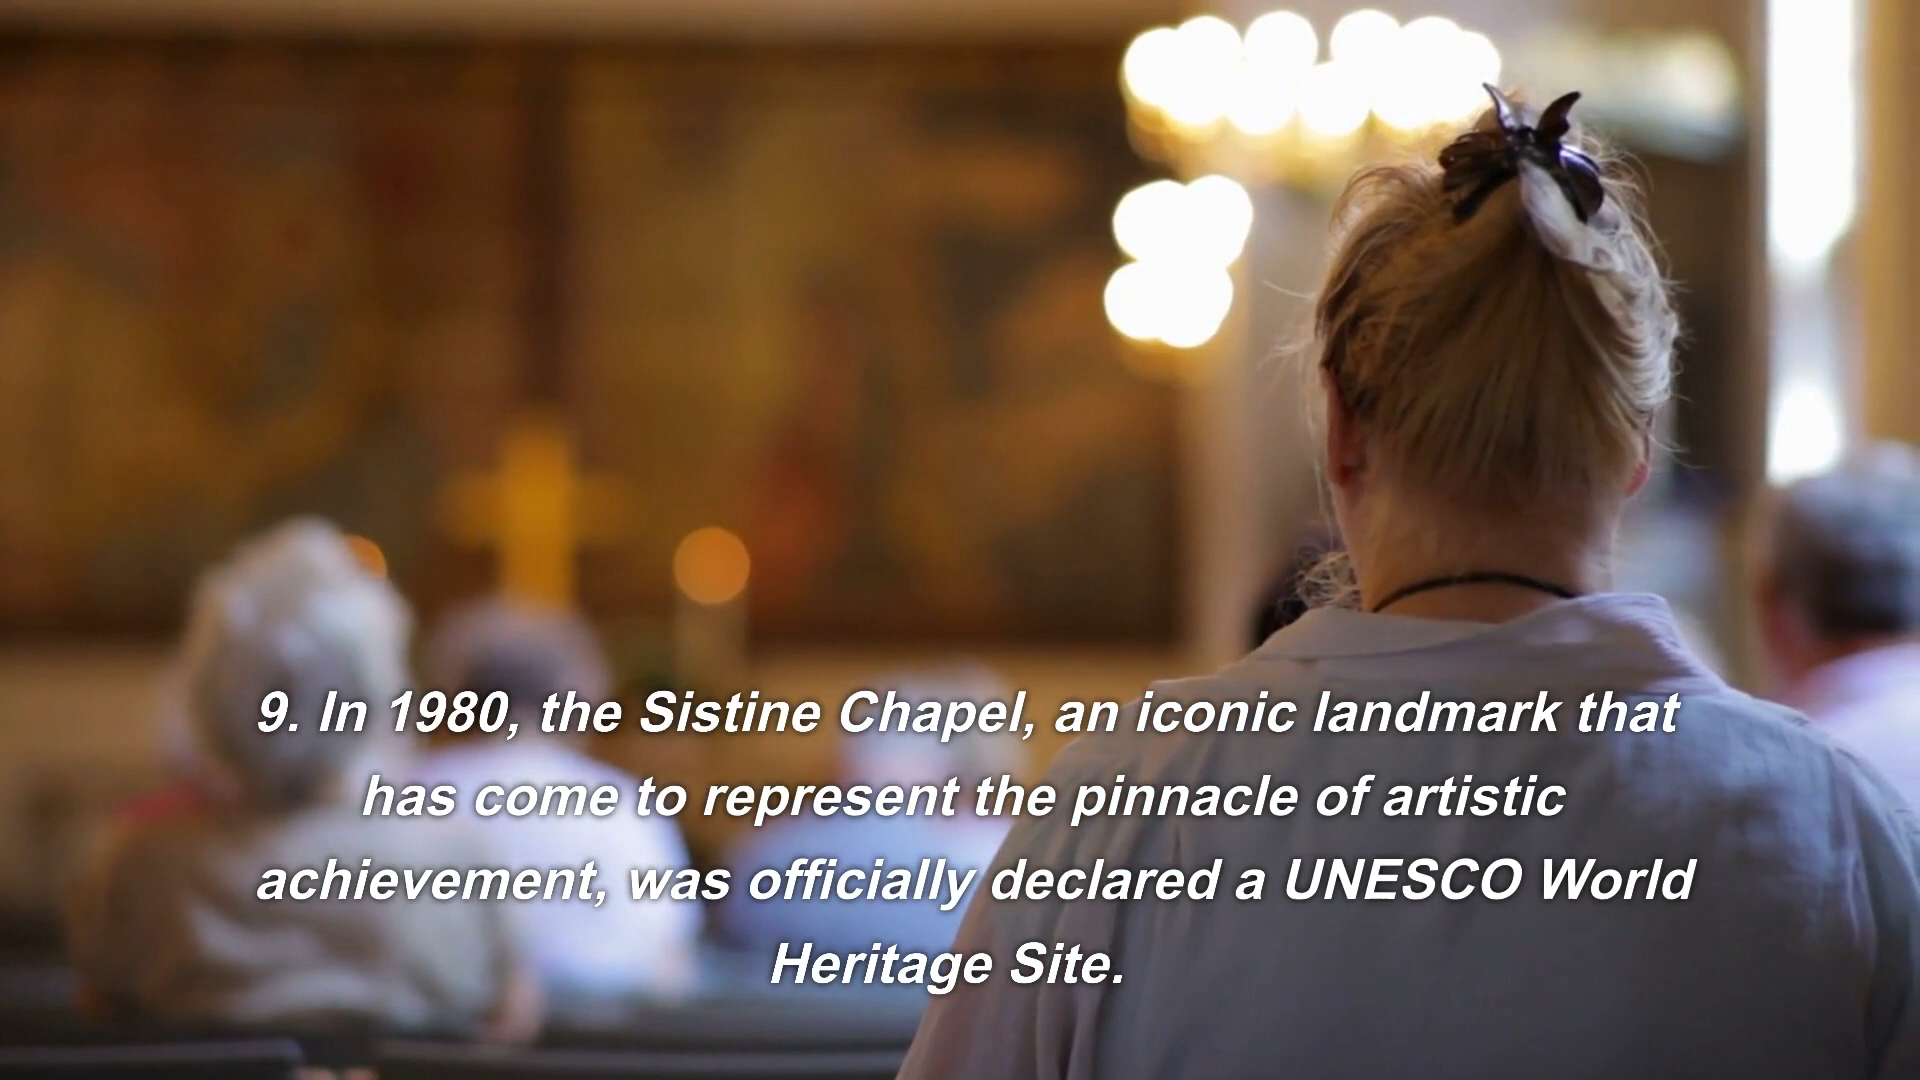 9. In 1980, the Sistine Chapel, an iconic landmark that
has come to represent the pinnacle of artistic
achievement, was officially declared a UNESCO World
Heritage Site.